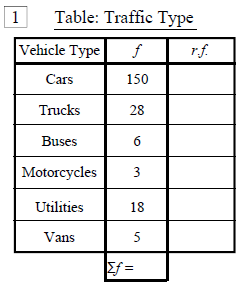 1 Table: Traffic Type
Vehicle Type f r.f.
Cars 150
Trucks 28
Buses 6
Motorcycles 3
Utilities 18
Vans 5
Σf =